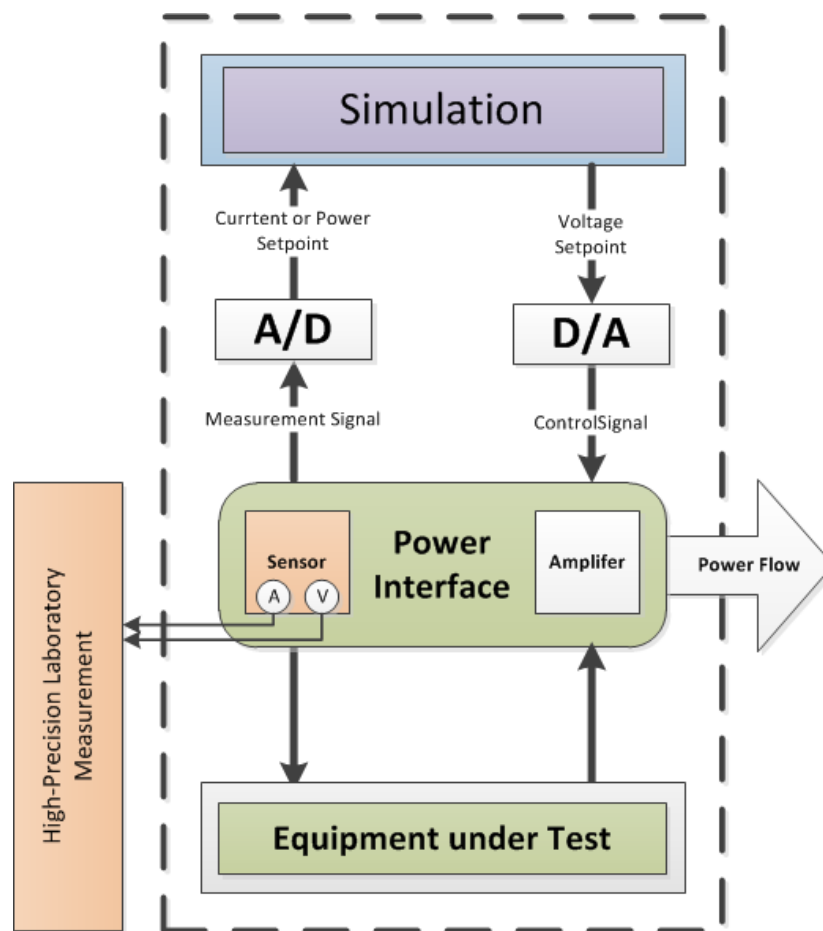 Simulation
Currtent or Power
Setpoint
Voltage
Setpoint
A/D
D/A
Measurement Signal
ControlSignal
Sensor
A
V
Power
Interface
Amplifer
Power Flow
High-Precision Laboratory
Measurement
Equipment under Test